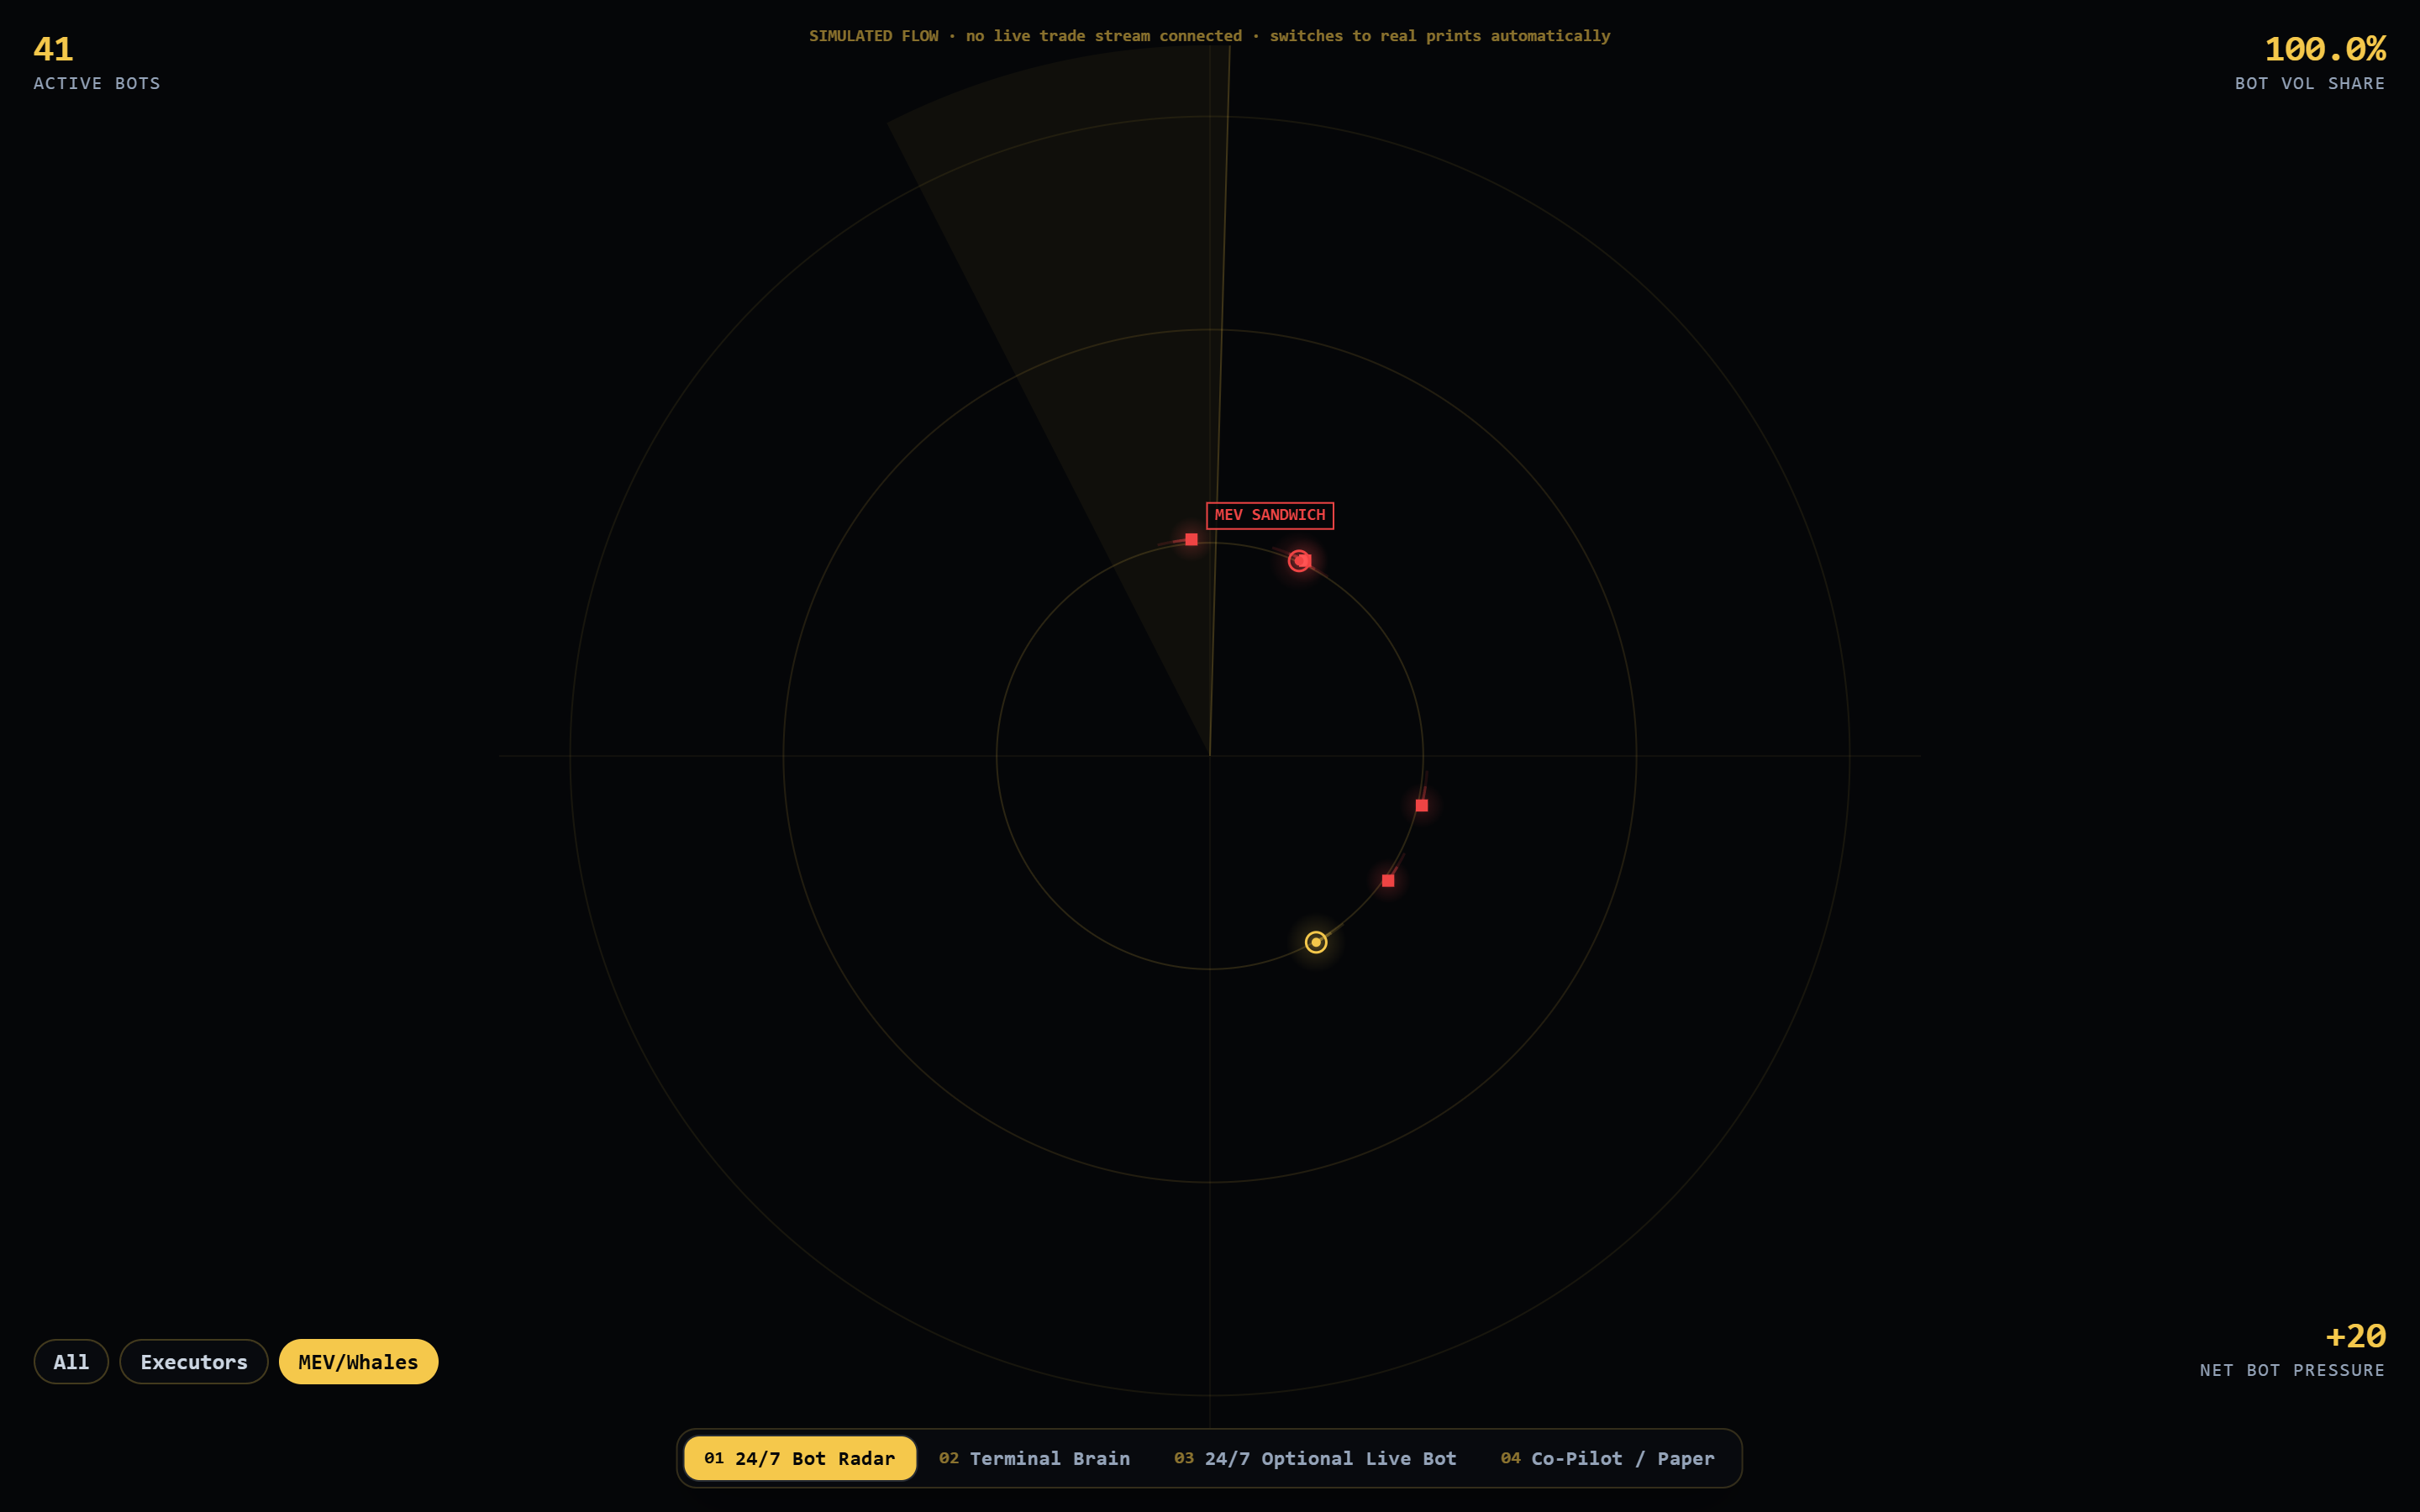 SIMULATED FLOW · no live trade stream connected · switches to real prints automatically
41
ACTIVE BOTS
100.0%
BOT VOL SHARE
MEV SANDWICH
All
Executors
MEV/Whales
+20
NET BOT PRESSURE
01 24/7 Bot Radar
02 Terminal Brain
03 24/7 Optional Live Bot
04 Co-Pilot / Paper